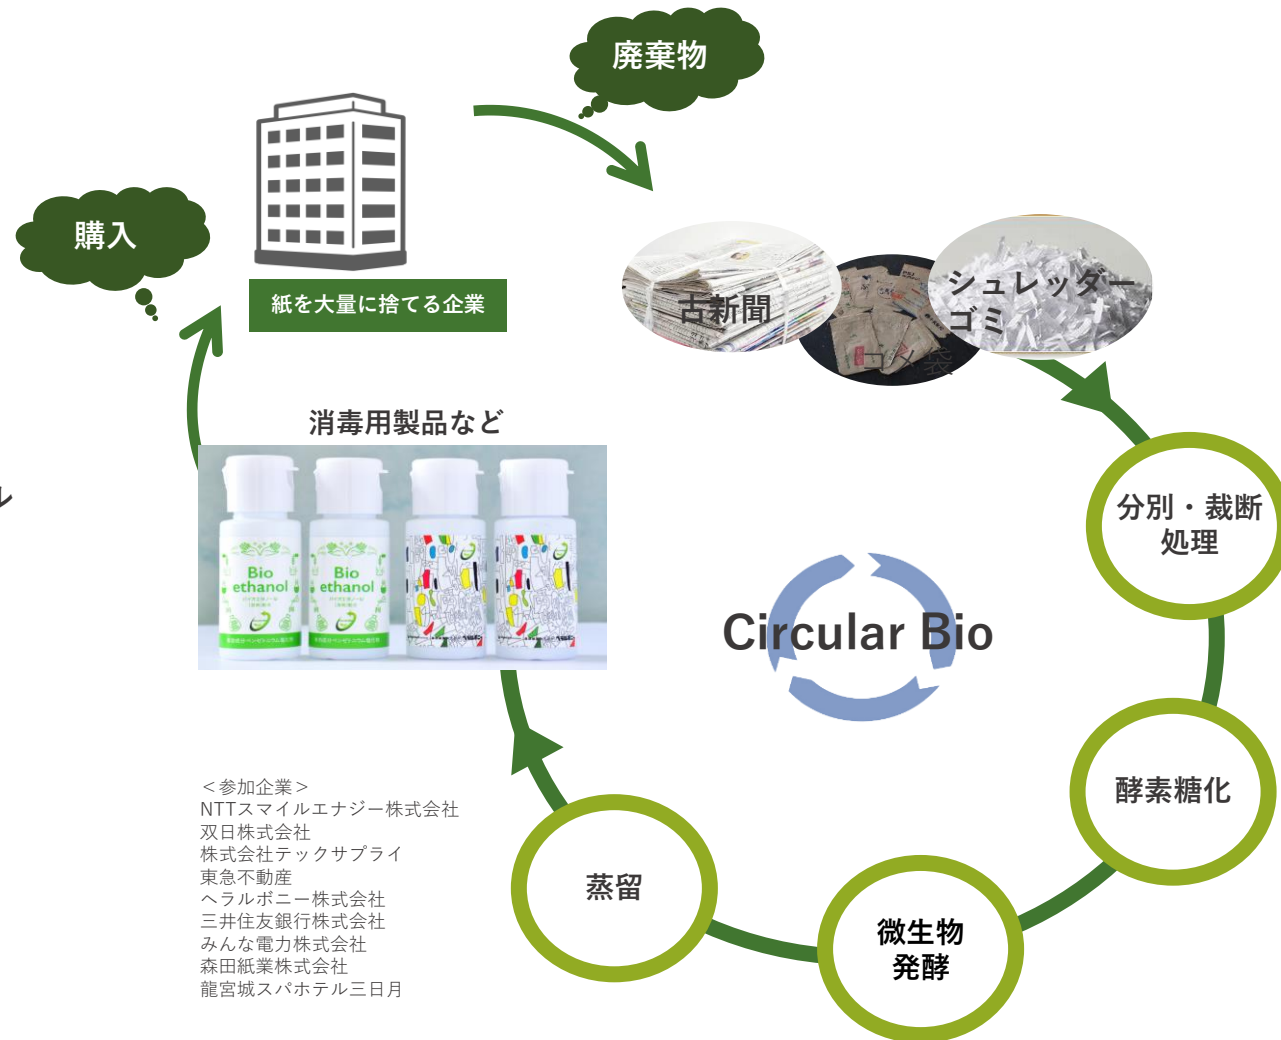 廃棄物
購入
紙を大量に捨てる企業
古新聞
コメ袋
シュレッダー
ゴミ
消毒用製品など
ル
Bio
ethanol
Bio
ethanol
分別・裁断
処理
Circular Bio
酵素糖化
微生物
発酵
蒸留
＜参加企業＞
NTTスマイルエナジー株式会社
双日株式会社
株式会社テックサプライ
東急不動産
ヘラルボニー株式会社
三井住友銀行株式会社
みんな電力株式会社
森田紙業株式会社
龍宮城スパホテル三日月